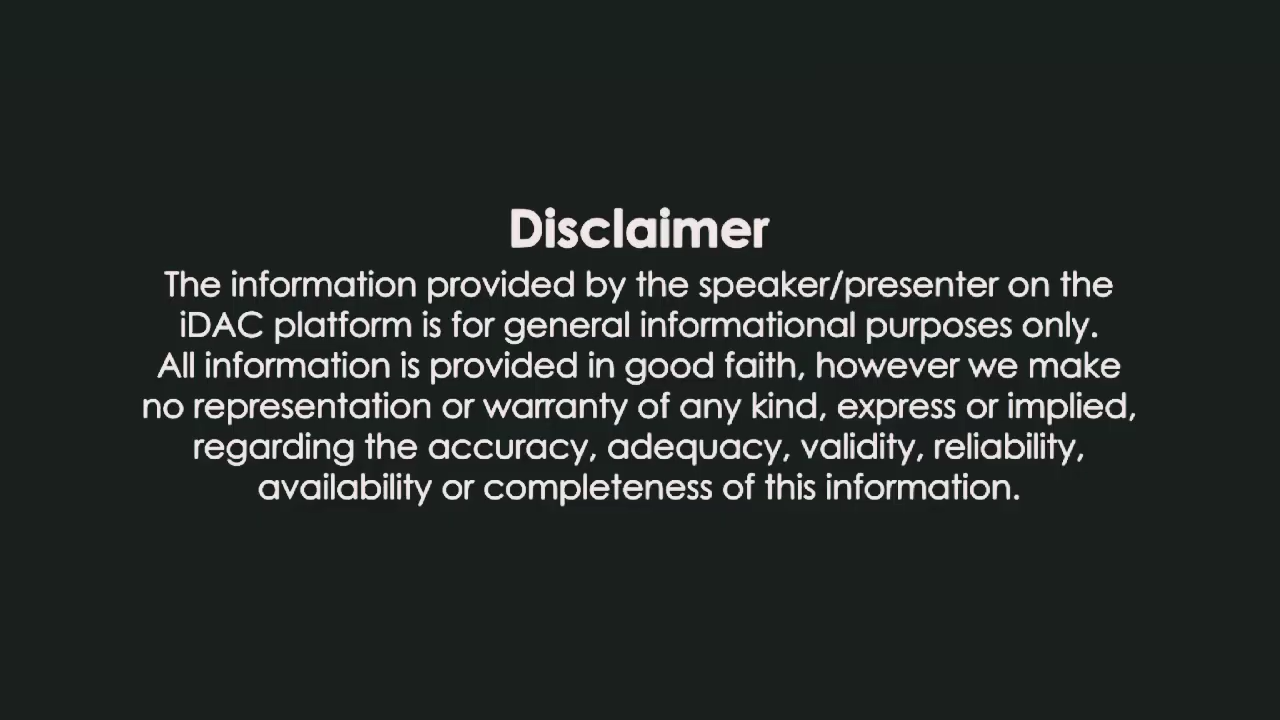 Disclaimer
The information provided by the speaker/presenter on the
iDAC platform is for general informational purposes only.
All information is provided in good faith, however we make
no representation or warranty of any kind, express or implied,
regarding the accuracy, adequacy, validity, reliability,
availability or completeness of this information.